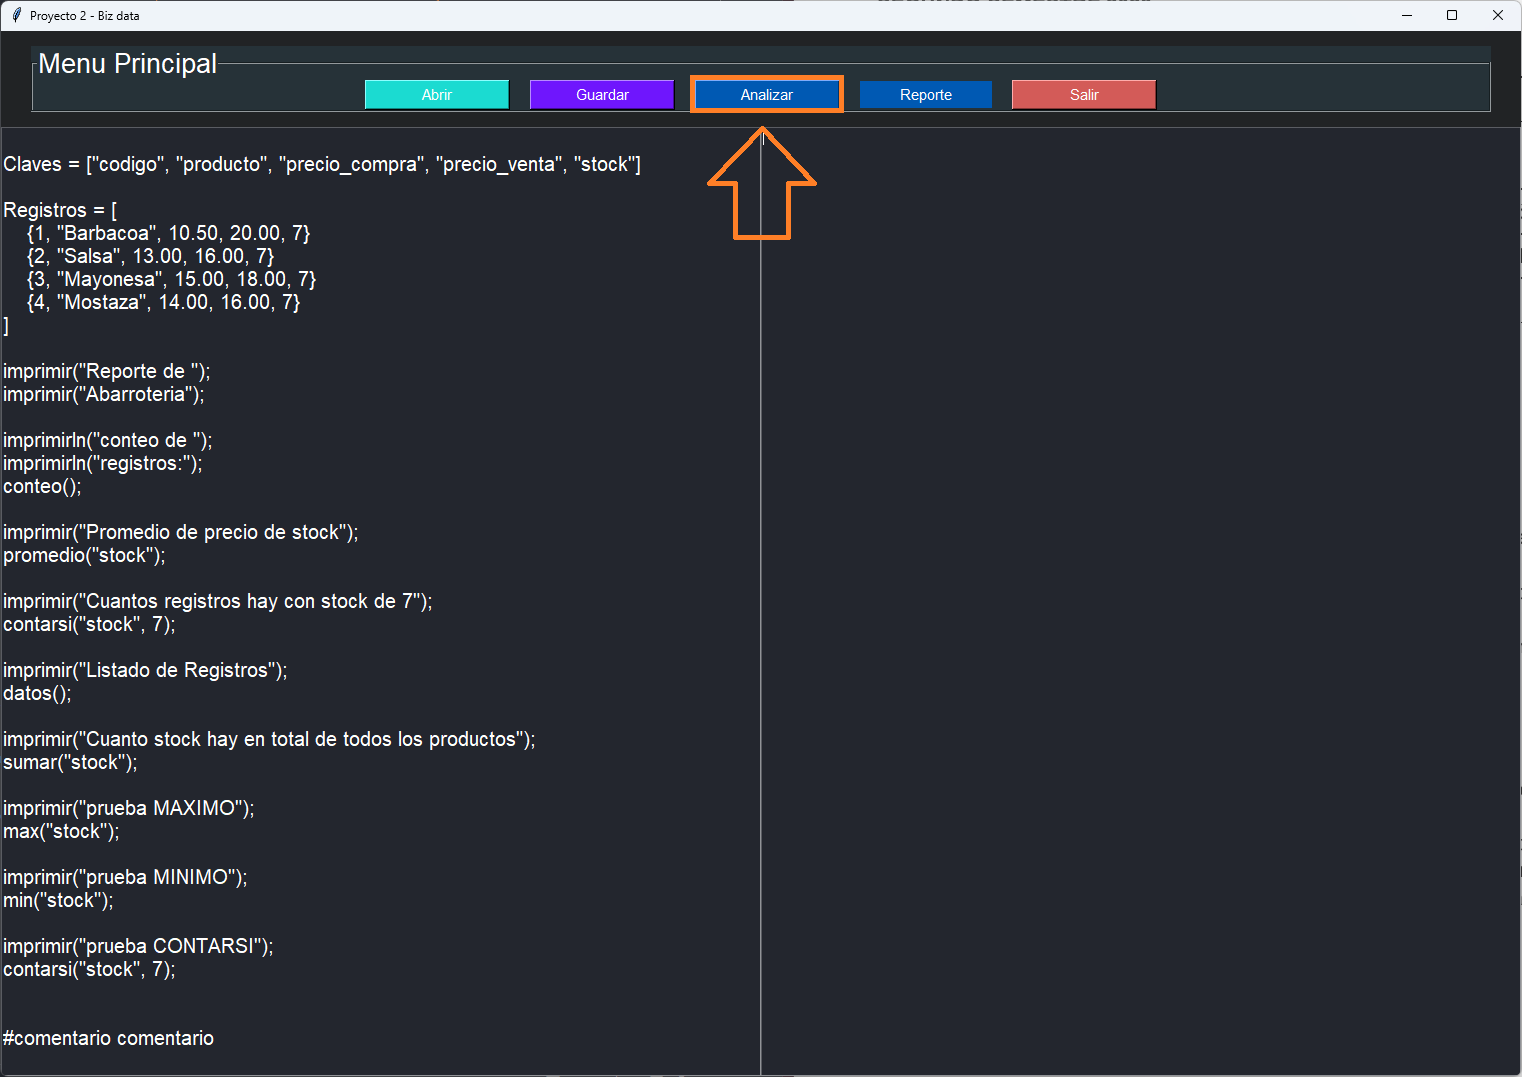 Proyecto 2 - Biz data
Menu Principal
Abrir
Guardar
Analizar
Reporte
Salir
Claves = ["codigo", "producto", "precio_compra", "precio_venta", "stock"]
Registros = [
{1, "Barbacoa", 10.50, 20.00, 7}
{2, "Salsa", 13.00, 16.00, 7}
{3, "Mayonesa", 15.00, 18.00, 7}
{4, "Mostaza", 14.00, 16.00, 7}
]
imprimir("Reporte de ");
imprimir("Abarroteria");
imprimirln("conteo de ");
imprimirln("registros:");
conteo();
imprimir("Promedio de precio de stock");
promedio("stock");
imprimir("Cuantos registros hay con stock de 7");
contarsi("stock", 7);
imprimir("Listado de Registros");
datos();
imprimir("Cuanto stock hay en total de todos los productos");
sumar("stock");
imprimir("prueba MAXIMO");
max("stock");
imprimir("prueba MINIMO");
min("stock");
imprimir("prueba CONTARSI");
contarsi("stock", 7);
#comentario comentario